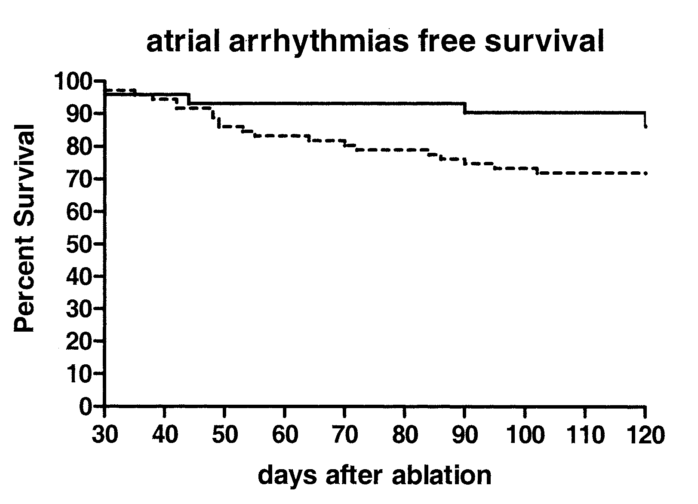 atrial arrhythmias free survival
100
90
80
70
60
50
40
30
20
10
0
Percent Survival
30 40 50 60 70 80 90 100 110 120
days after ablation